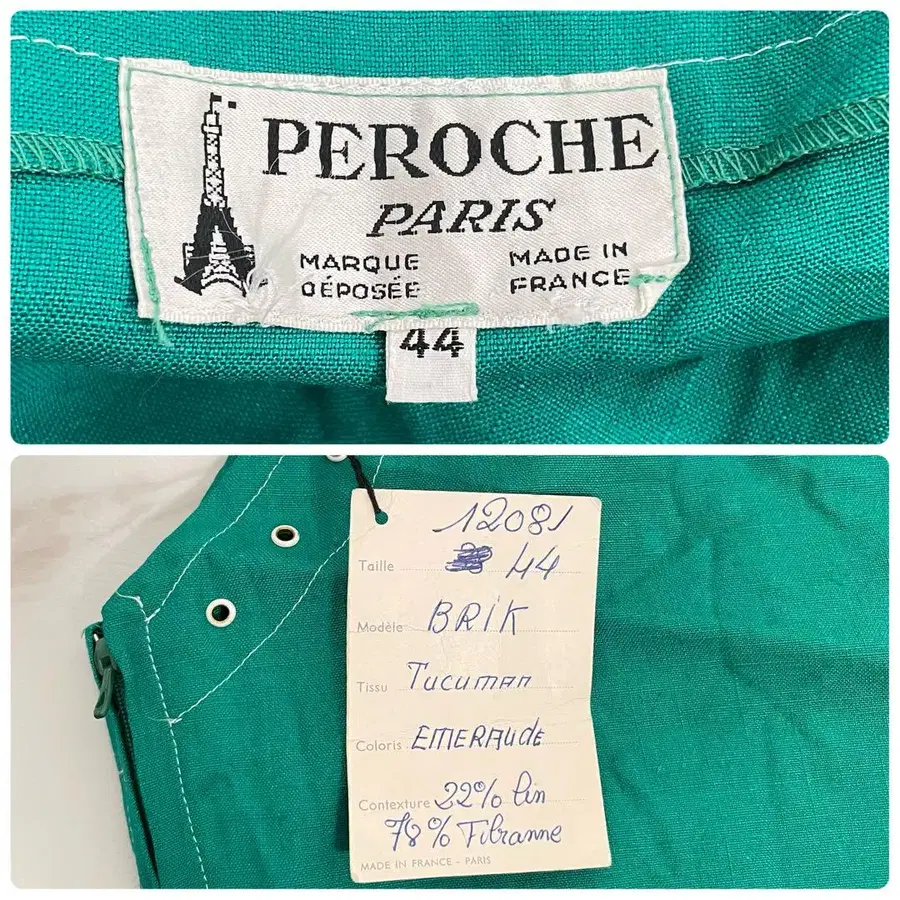 PEROCHE
PARIS
MARQUE DÉPOSÉE
MADE IN FRANCE
44
12081
Taille 44
Modèle BRIK
Tissu Tucuman
Coloris EMERAUDE
Contexture 22% lin
78% Fibranne
MADE IN FRANCE - PARIS